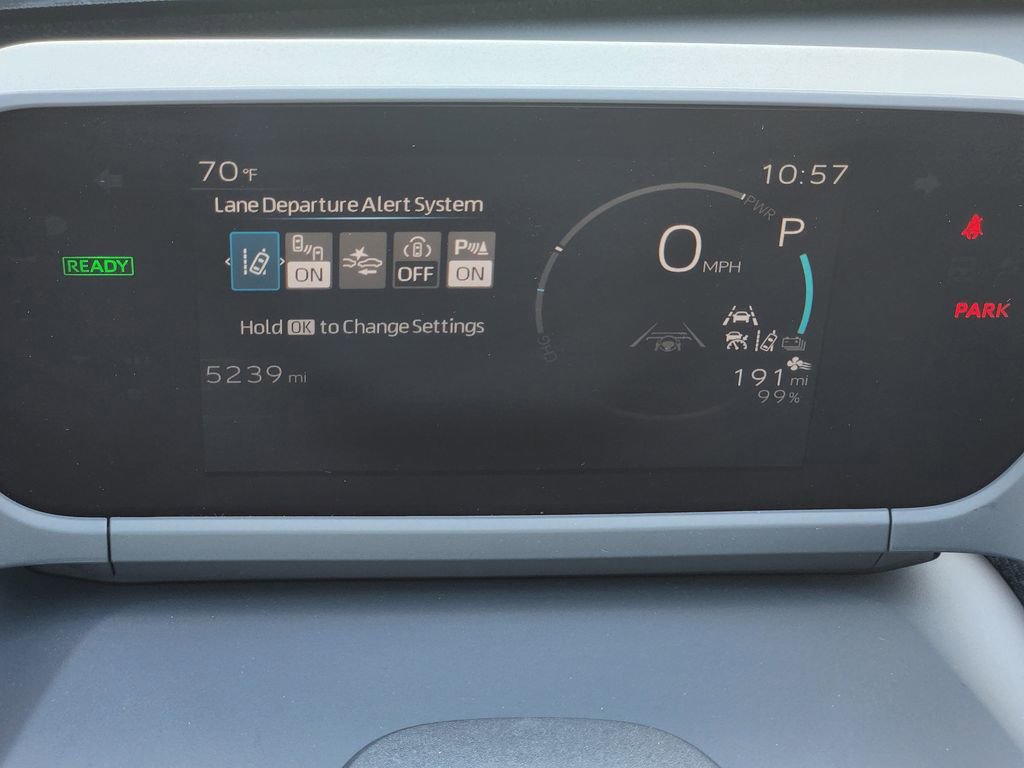 70°F
10:57
Lane Departure Alert System
PWR
P
0 MPH
READY
ON
OFF
P
ON
PARK
Hold OK to Change Settings
CHG
5239 mi
191 mi
99%